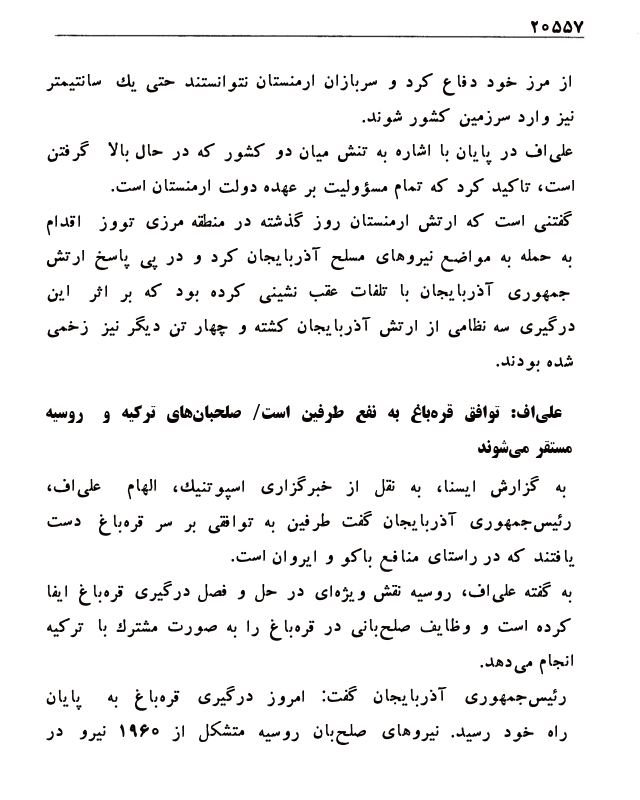 ۲۰۵۵۷
از مرز خود دفاع کرد و سربازان ارمنستان نتوانستند حتی یك سانتیمتر
نیز وارد سرزمین کشور شوند.
علی‌اف در پایان با اشاره به تنش میان دو کشور که در حال بالا گرفتن
است، تاکید کرد که تمام مسؤولیت بر عهده دولت ارمنستان است.
گفتنی است که ارتش ارمنستان روز گذشته در منطقه مرزی تووز اقدام
به حمله به مواضع نیروهای مسلح آذربایجان کرد و در پی پاسخ ارتش
جمهوری آذربایجان با تلفات عقب نشینی کرده بود که بر اثر این
درگیری سه نظامی از ارتش آذربایجان کشته و چهار تن دیگر نیز زخمی
شده بودند.
علی‌اف: توافق قره‌باغ به نفع طرفین است/ صلحبان‌های ترکیه و روسیه
مستقر می‌شوند
به گزارش ایسنا، به نقل از خبرگزاری اسپوتنیك، الهام علی‌اف،
رئیس‌جمهوری آذربایجان گفت طرفین به توافقی بر سر قره‌باغ دست
یافتند که در راستای منافع باکو و ایروان است.
به گفته علی‌اف، روسیه نقش ویژه‌ای در حل و فصل درگیری قره‌باغ ایفا
کرده است و وظایف صلح‌بانی در قره‌باغ را به صورت مشترك با ترکیه
انجام می‌دهد.
رئیس‌جمهوری آذربایجان گفت: امروز درگیری قره‌باغ به پایان
راه خود رسید. نیروهای صلح‌بان روسیه متشکل از ۱۹۶۰ نیرو در